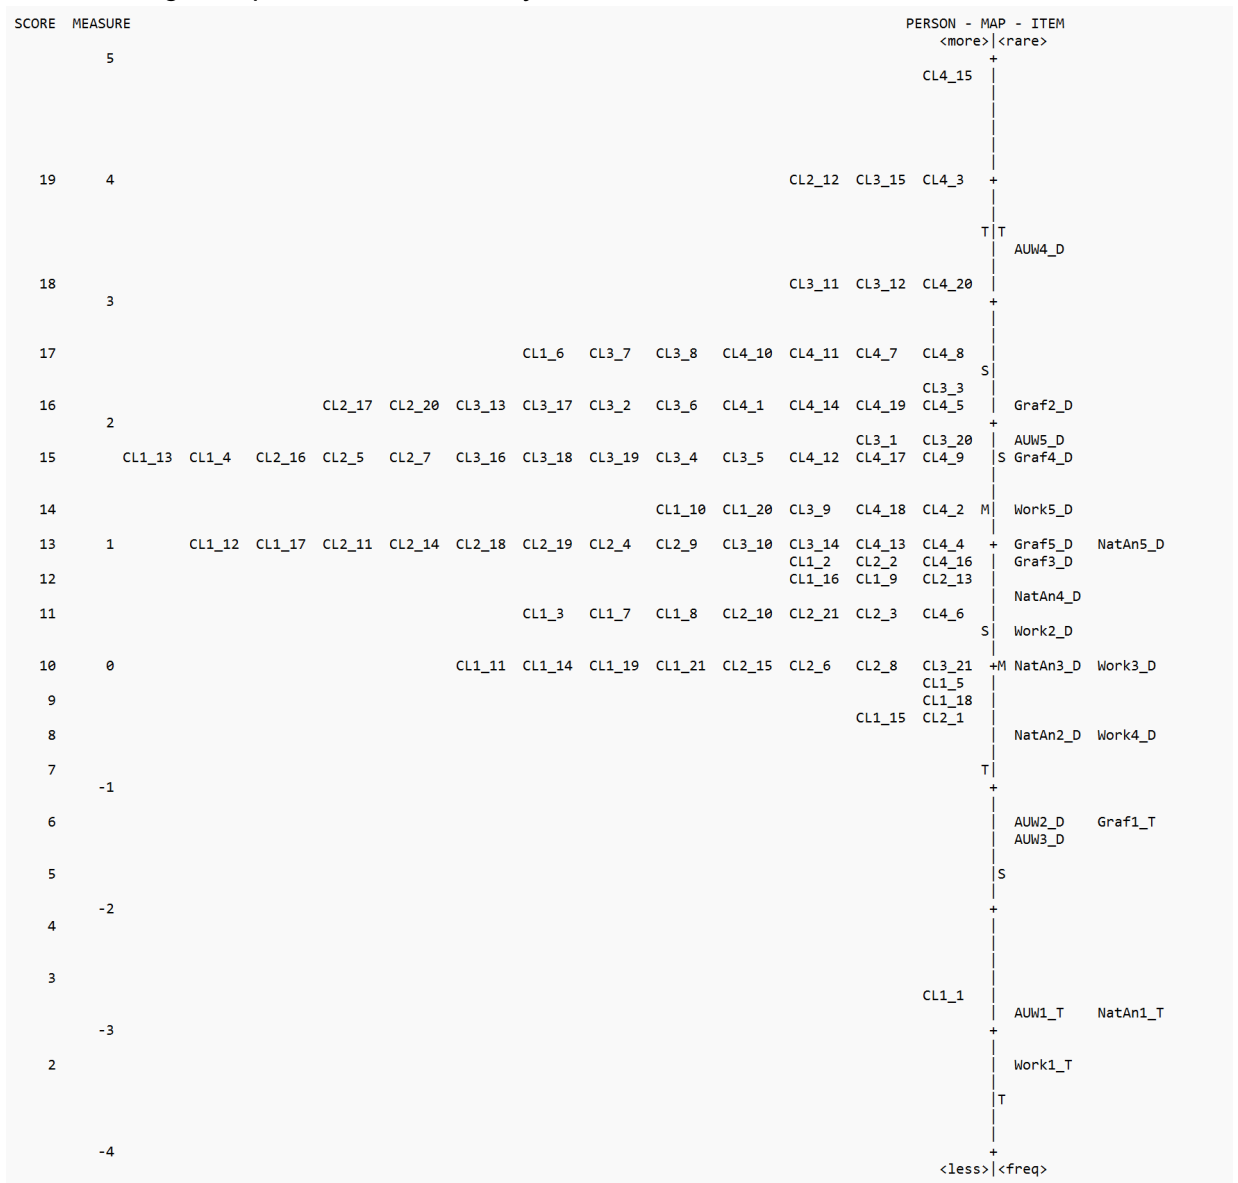 SCORE MEASURE PERSON - MAP - ITEM
<more>|<rare>
5 +
CL4_15 |
|
|
|
|
|
19 4 CL2_12 CL3_15 CL4_3 +
|
|
T|T
| AUW4_D
|
18 CL3_11 CL3_12 CL4_20 |
3 +
|
|
17 CL1_6 CL3_7 CL3_8 CL4_10 CL4_11 CL4_7 CL4_8 |
S|
CL3_3 |
16 CL2_17 CL2_20 CL3_13 CL3_17 CL3_2 CL3_6 CL4_1 CL4_14 CL4_19 CL4_5 | Graf2_D
2 +
CL3_1 CL3_20 | AUW5_D
15 CL1_13 CL1_4 CL2_16 CL2_5 CL2_7 CL3_16 CL3_18 CL3_19 CL3_4 CL3_5 CL4_12 CL4_17 CL4_9 |S Graf4_D
|
|
14 CL1_10 CL1_20 CL3_9 CL4_18 CL4_2 M| Work5_D
|
13 1 CL1_12 CL1_17 CL2_11 CL2_14 CL2_18 CL2_19 CL2_4 CL2_9 CL3_10 CL3_14 CL4_13 CL4_4 + Graf5_D NatAn5_D
CL1_2 CL2_2 CL4_16 | Graf3_D
12 CL1_16 CL1_9 CL2_13 |
| NatAn4_D
11 CL1_3 CL1_7 CL1_8 CL2_10 CL2_21 CL2_3 CL4_6 |
S| Work2_D
|
10 0 CL1_11 CL1_14 CL1_19 CL1_21 CL2_15 CL2_6 CL2_8 CL3_21 +M NatAn3_D Work3_D
CL1_5 |
9 CL1_18 |
CL1_15 CL2_1 |
8 | NatAn2_D Work4_D
|
7 T|
-1 +
|
6 | AUW2_D Graf1_T
| AUW3_D
|
5 |S
|
-2 +
4 |
|
|
3 |
CL1_1 |
| AUW1_T NatAn1_T
-3 +
|
2 | Work1_T
|
|T
|
|
-4 +
<less>|<freq>